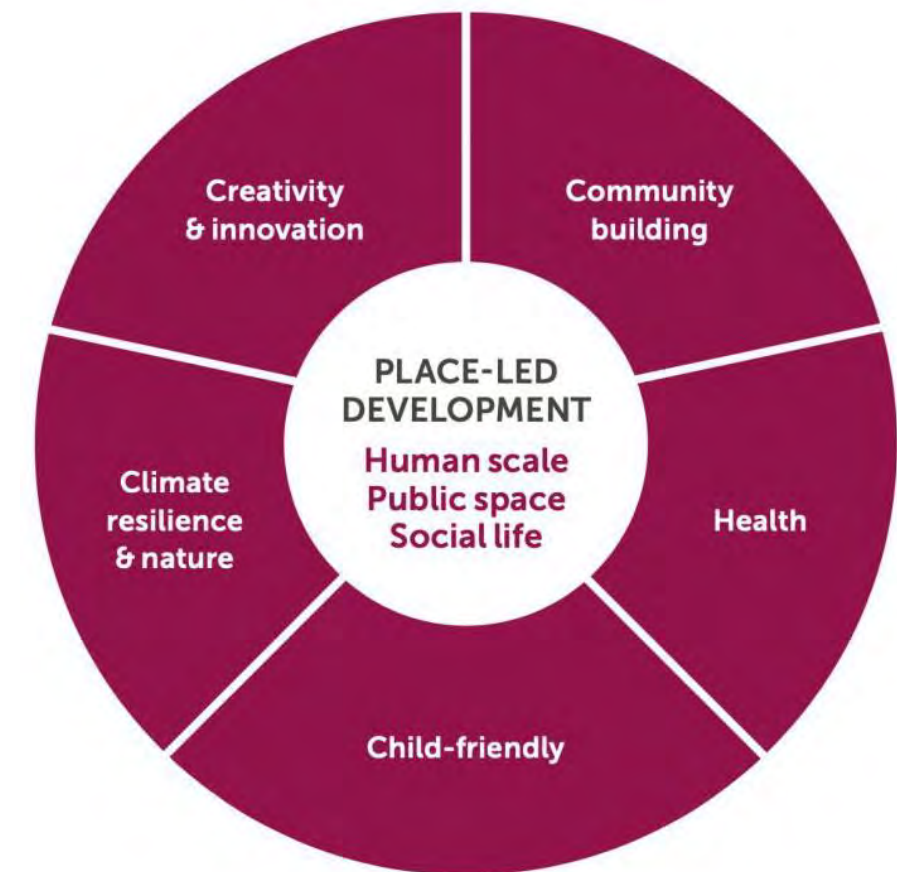 Creativity
& innovation
Community
building
PLACE-LED
DEVELOPMENT
Human scale
Public space
Social life
Climate
resilience
& nature
Health
Child-friendly